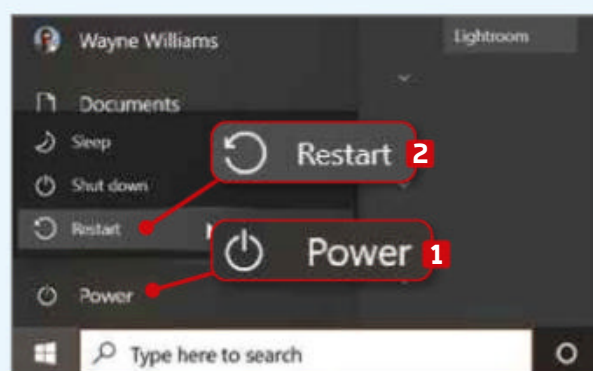 Wayne Williams
Lightroom
Documents
Sleep
Restart 2
Shut down
Restart
Power 1
Power
Type here to search